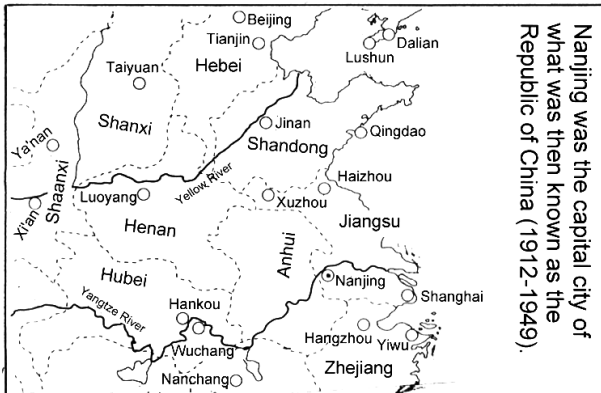 Nanjing was the capital city of
what was then known as the
Republic of China (1912-1949).
Beijing
Tianjin
Dalian
Lushun
Hebei
Taiyuan
Shanxi
Jinan
Qingdao
Shandong
Ya'nan
Yellow River
Haizhou
Shaanxi
Luoyang
Xuzhou
Xi'an
Henan
Jiangsu
Anhui
Hubei
Nanjing
Shanghai
Yangtze River
Hankou
Wuchang
Hangzhou
Yiwu
Nanchang
Zhejiang